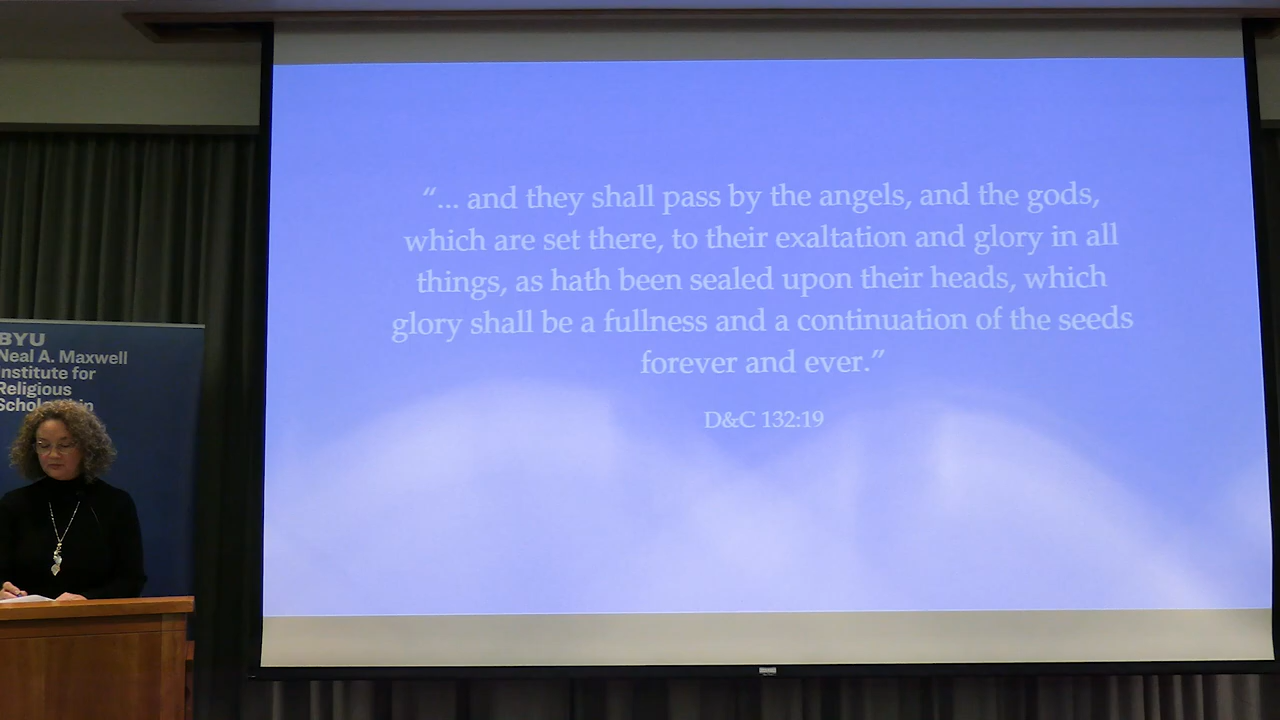 “... and they shall pass by the angels, and the gods,
which are set there, to their exaltation and glory in all
things, as hath been sealed upon their heads, which
glory shall be a fullness and a continuation of the seeds
forever and ever.”
D&C 132:19
BYU
Neal A. Maxwell
Institute for
Religious
Scholarship